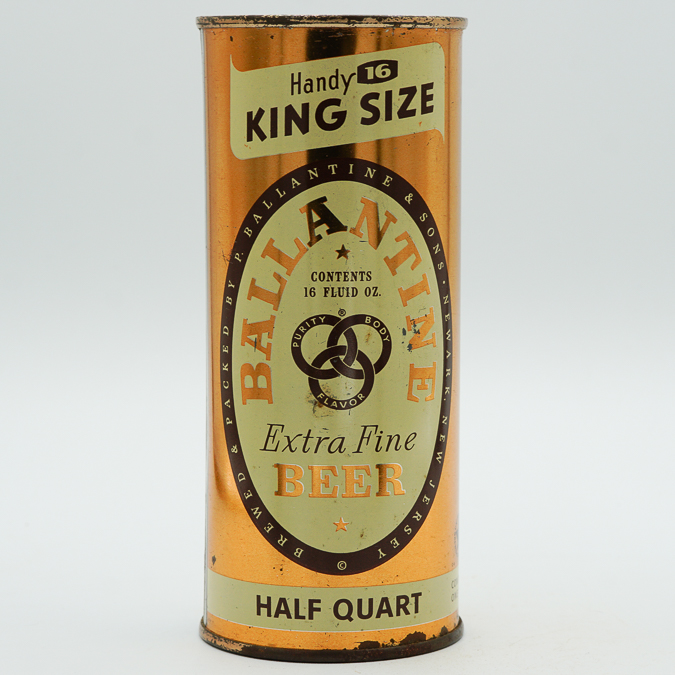 Handy 16
KING SIZE
BREWED & PACKED BY P. BALLANTINE & SONS · NEWARK · NEW JERSEY
BALLANTINE
CONTENTS
16 FLUID OZ.
®
PURITY BODY
FLAVOR
Extra Fine
BEER
©
HALF QUART